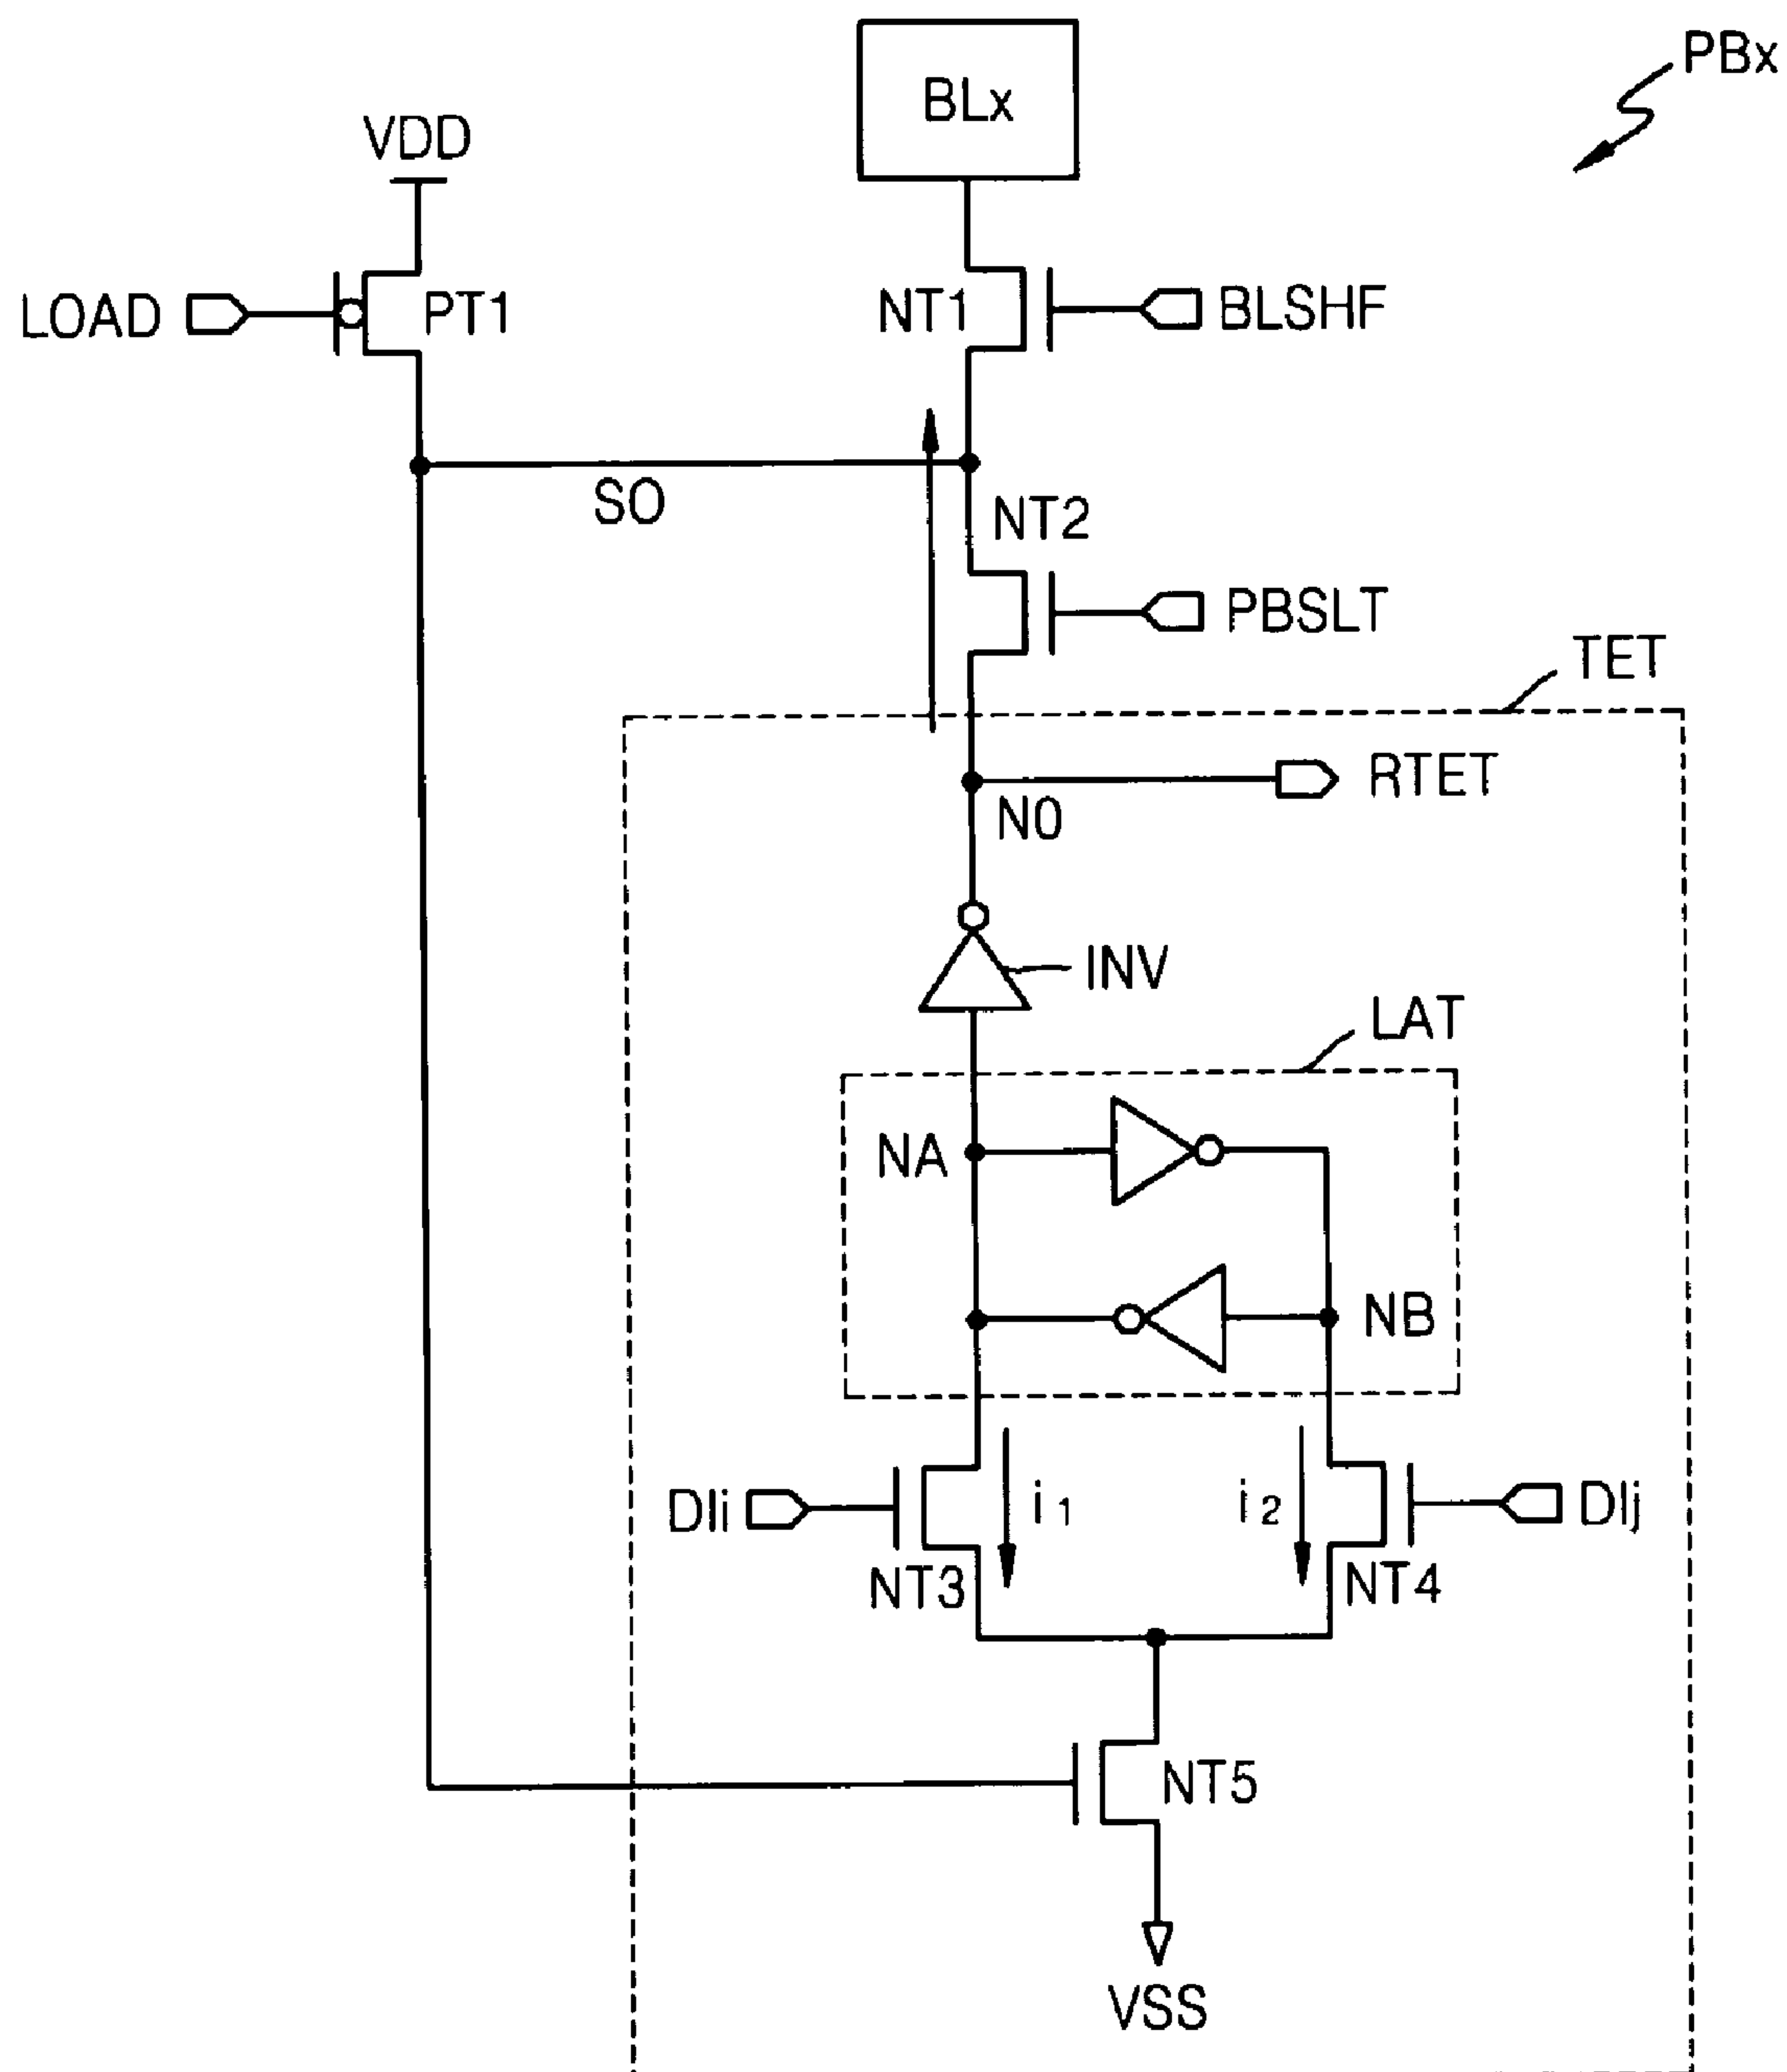 PBx
BLx
VDD
LOAD
PT1
NT1
BLSHF
SO
NT2
PBSLT
TET
RTET
N0
INV
LAT
NA
NB
DIi
i1
i2
DIj
NT3
NT4
NT5
VSS